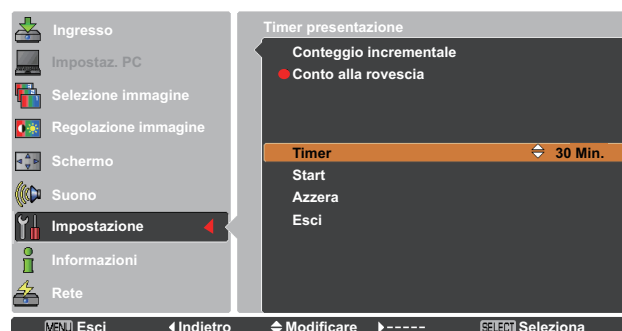 Ingresso
Impostaz. PC
Selezione immagine
Regolazione immagine
Schermo
Suono
Impostazione
Informazioni
Rete
Timer presentazione
Conteggio incrementale
Conto alla rovescia
Timer 30 Min.
Start
Azzera
Esci
MENU Esci Indietro Modificare ----- SELECT Seleziona